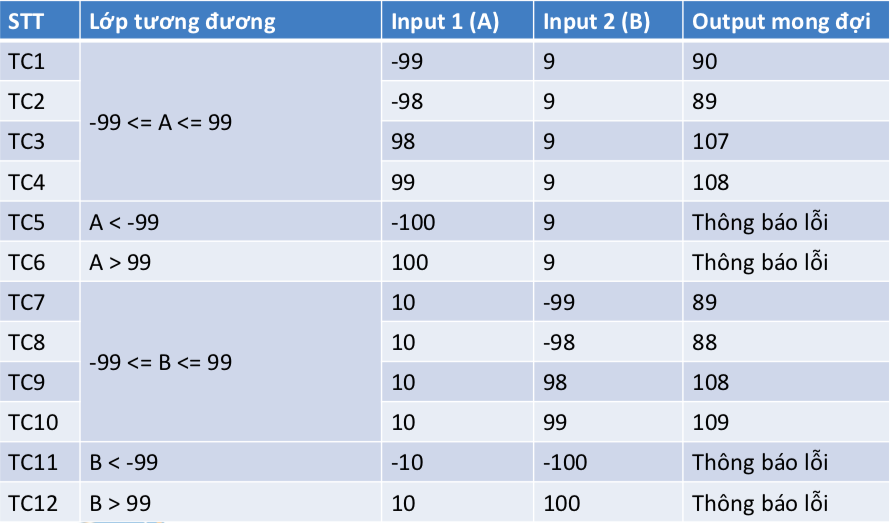 STT Lớp tương đương Input 1 (A) Input 2 (B) Output mong đợi
TC1 -99 9 90
TC2 -98 9 89
-99 <= A <= 99
TC3 98 9 107
TC4 99 9 108
TC5 A < -99 -100 9 Thông báo lỗi
TC6 A > 99 100 9 Thông báo lỗi
TC7 10 -99 89
TC8 10 -98 88
-99 <= B <= 99
TC9 10 98 108
TC10 10 99 109
TC11 B < -99 -10 -100 Thông báo lỗi
TC12 B > 99 10 100 Thông báo lỗi